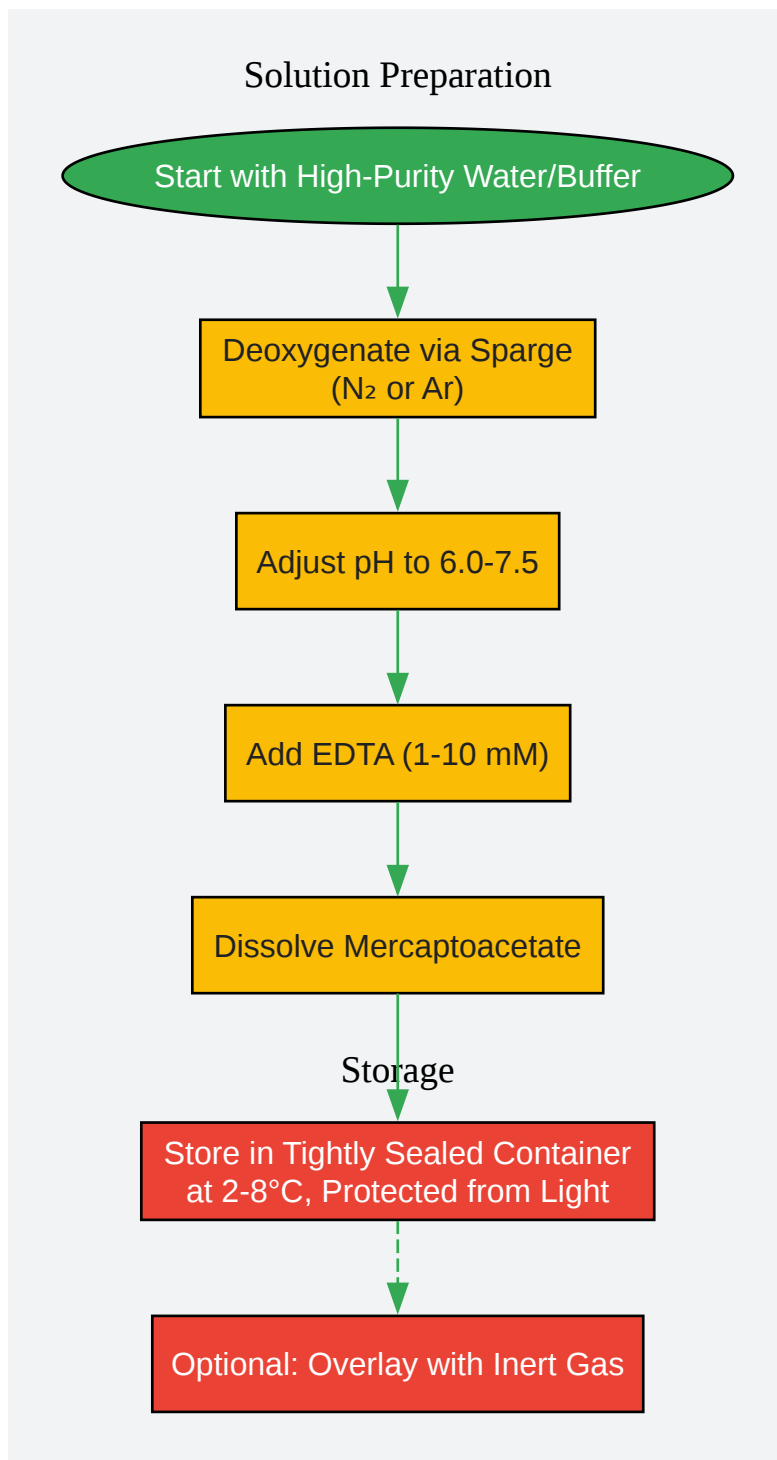 Solution Preparation
Start with High-Purity Water/Buffer
Deoxygenate via Sparge
(N₂ or Ar)
Adjust pH to 6.0-7.5
Add EDTA (1-10 mM)
Dissolve Mercaptoacetate
Storage
Store in Tightly Sealed Container
at 2-8°C, Protected from Light
Optional: Overlay with Inert Gas